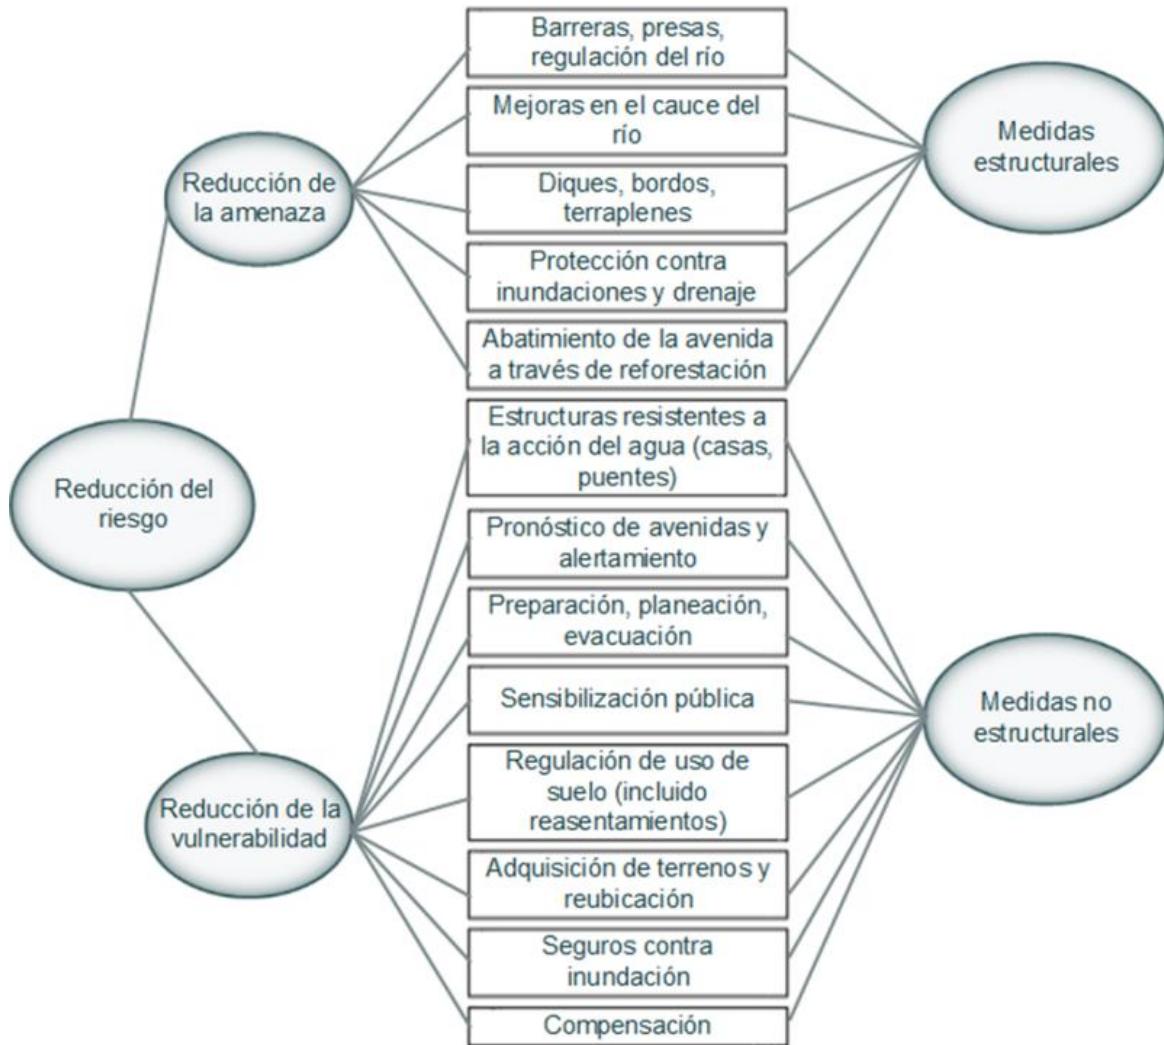 Reducción del
riesgo
Reducción de
la amenaza
Reducción de la
vulnerabilidad
Barreras, presas,
regulación del río
Mejoras en el cauce del
río
Diques, bordos,
terraplenes
Protección contra
inundaciones y drenaje
Abatimiento de la avenida
a través de reforestación
Estructuras resistentes a
la acción del agua (casas,
puentes)
Pronóstico de avenidas y
alertamiento
Preparación, planeación,
evacuación
Sensibilización pública
Regulación de uso de
suelo (incluido
reasentamientos)
Adquisición de terrenos y
reubicación
Seguros contra
inundación
Compensación
Medidas
estructurales
Medidas no
estructurales